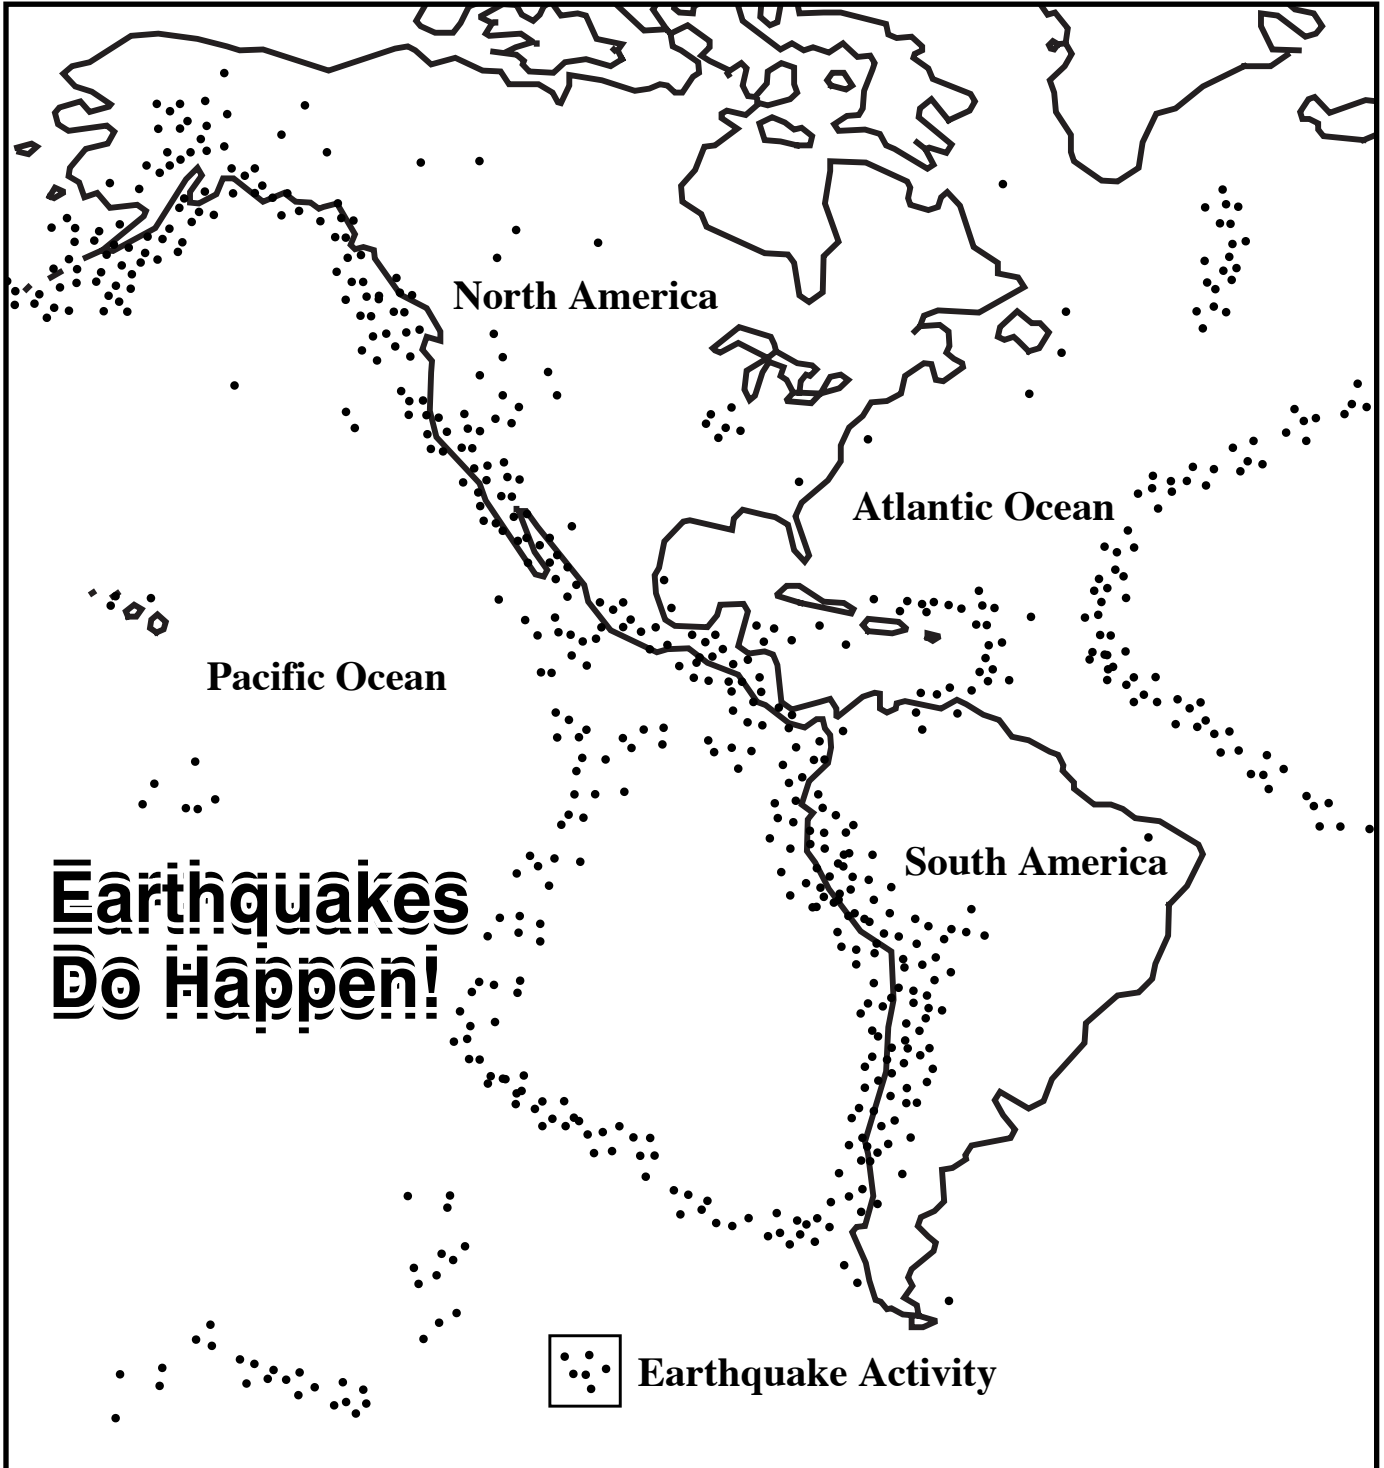 North America
Atlantic Ocean
Pacific Ocean
South America
Earthquakes
Do Happen!
Earthquake Activity